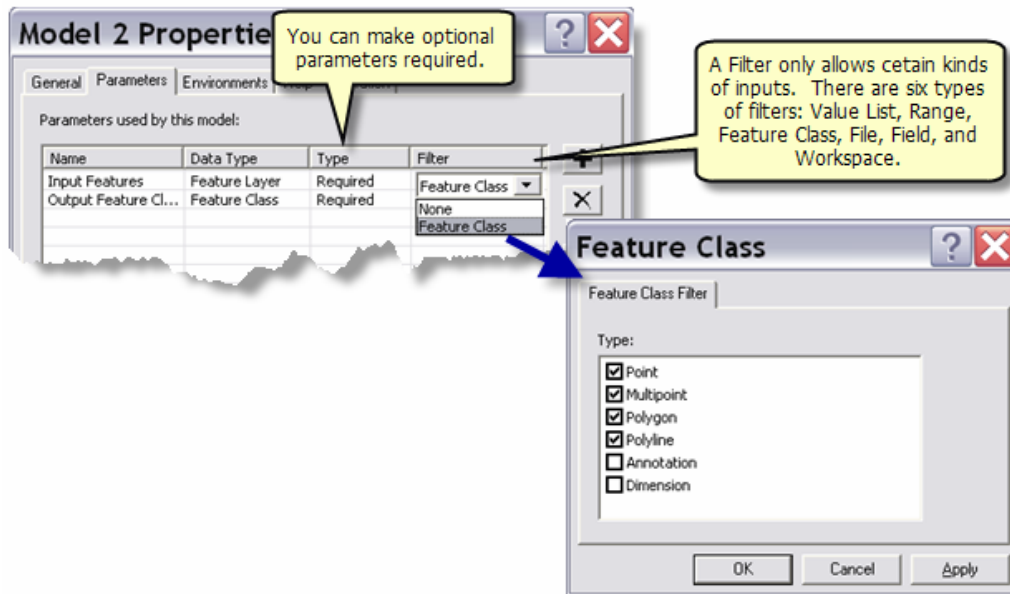 Model 2 Propertie
You can make optional
parameters required.
?
A Filter only allows cetain kinds
of inputs. There are six types
of filters: Value List, Range,
Feature Class, File, Field, and
Workspace.
General Parameters Environments
Parameters used by this model:
Name Data Type Type Filter
Input Features Feature Layer Required Feature Class
Output Feature Cl... Feature Class Required
None
Feature Class
Feature Class ?
Feature Class Filter
Type:
Point
Multipoint
Polygon
Polyline
Annotation
Dimension
OK Cancel Apply